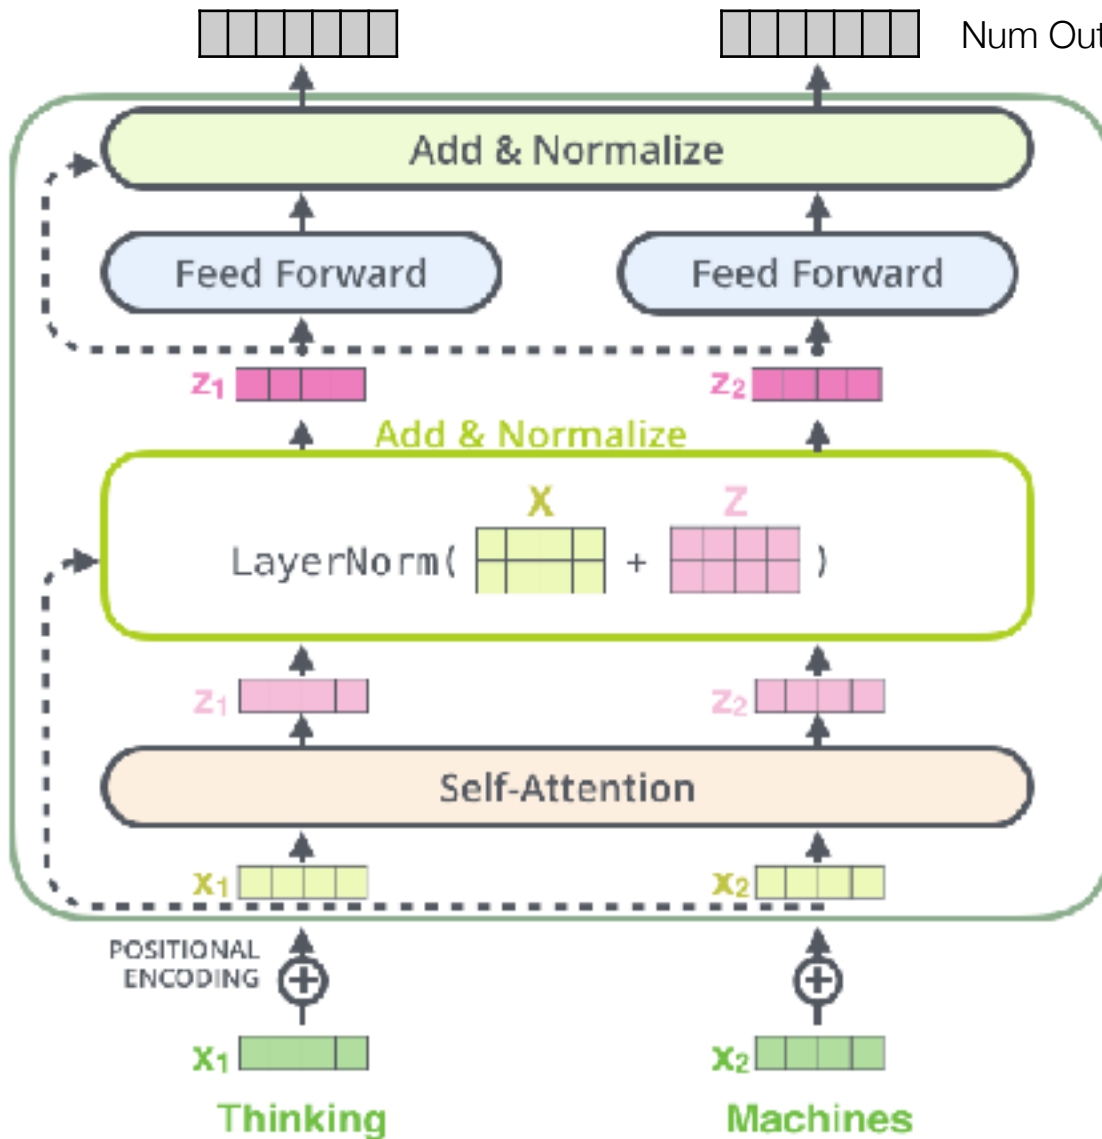 Num Out
Add & Normalize
Feed Forward Feed Forward
z1 z2
Add & Normalize
X Z
LayerNorm( + )
z1 z2
Self-Attention
x1 x2
POSITIONAL
ENCODING
x1 x2
Thinking Machines